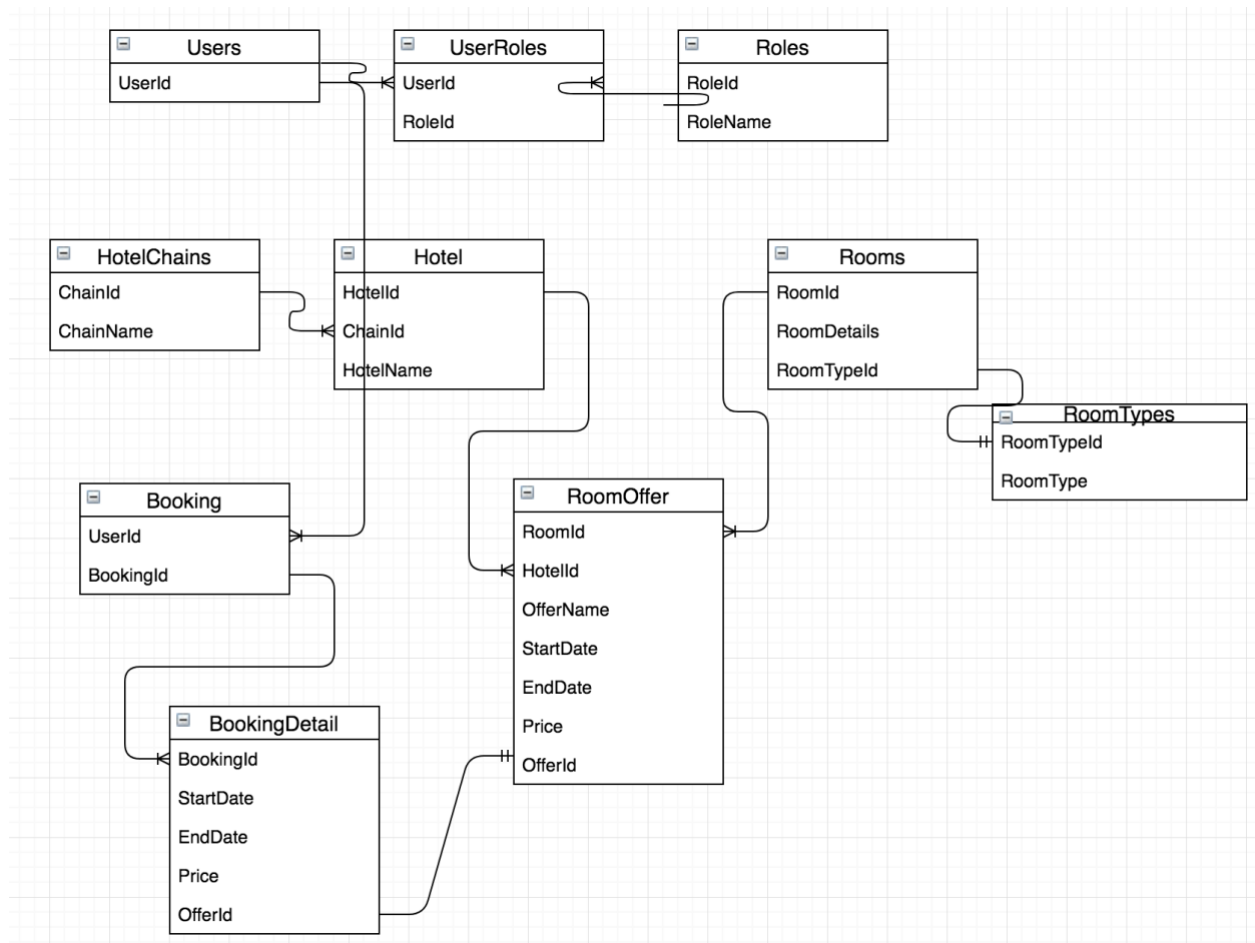 Users
UserId
UserRoles
UserId
RoleId
Roles
RoleId
RoleName
HotelChains
ChainId
ChainName
Hotel
HotelId
ChainId
HotelName
Rooms
RoomId
RoomDetails
RoomTypeId
RoomTypes
RoomTypeId
RoomType
Booking
UserId
BookingId
RoomOffer
RoomId
HotelId
OfferName
StartDate
EndDate
Price
OfferId
BookingDetail
BookingId
StartDate
EndDate
Price
OfferId